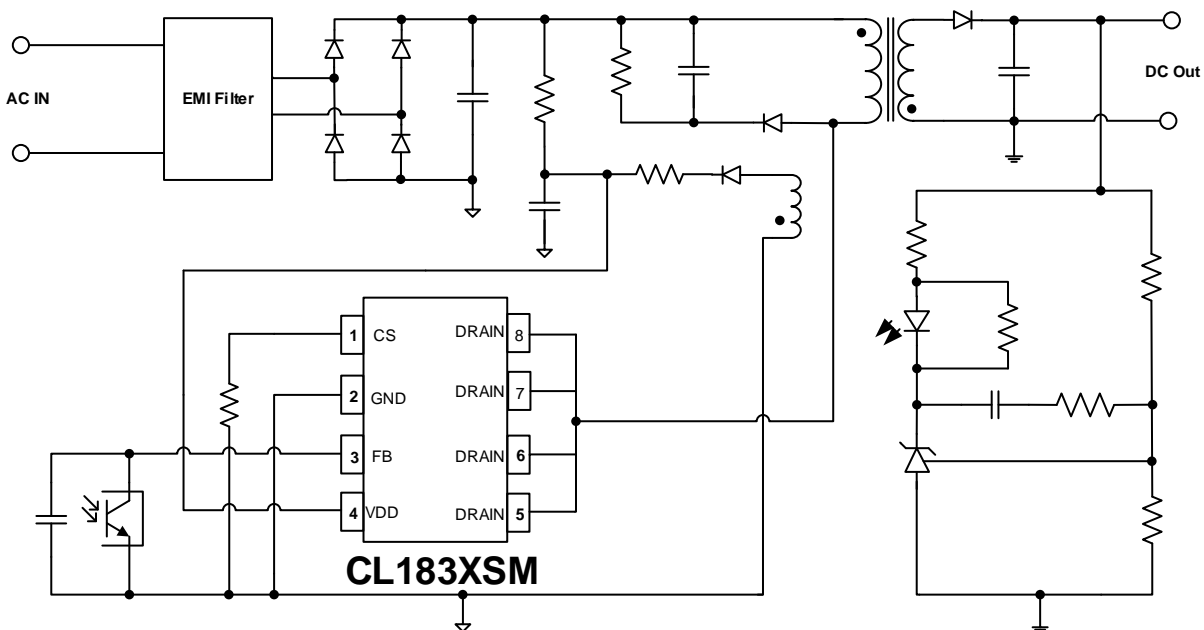 AC IN
EMI Filter
DC Out
1 CS DRAIN 8
2 GND DRAIN 7
3 FB DRAIN 6
4 VDD DRAIN 5
CL183XSM